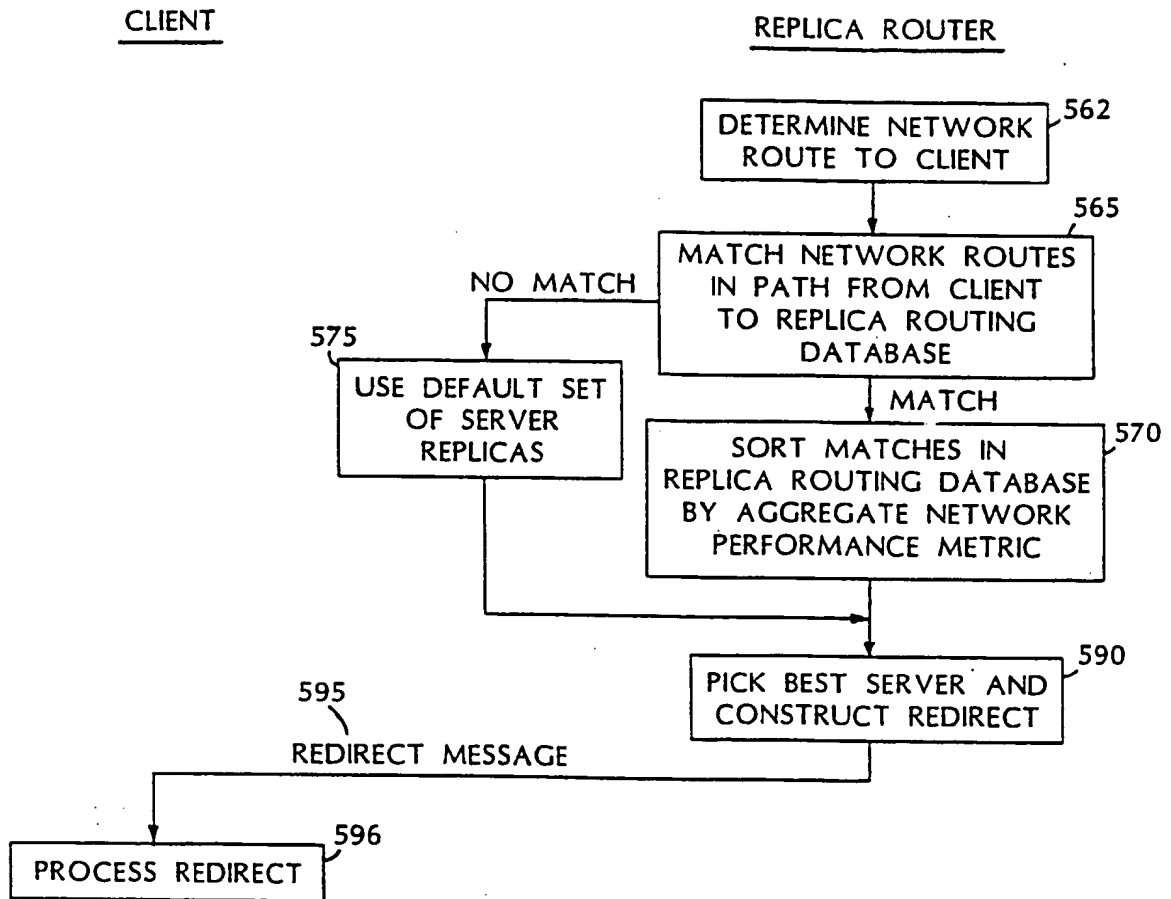 CLIENT
REPLICA ROUTER
562
DETERMINE NETWORK
ROUTE TO CLIENT
565
MATCH NETWORK ROUTES
IN PATH FROM CLIENT
TO REPLICA ROUTING
DATABASE
NO MATCH
575
USE DEFAULT SET
OF SERVER
REPLICAS
MATCH
570
SORT MATCHES IN
REPLICA ROUTING DATABASE
BY AGGREGATE NETWORK
PERFORMANCE METRIC
590
PICK BEST SERVER AND
CONSTRUCT REDIRECT
595
REDIRECT MESSAGE
596
PROCESS REDIRECT